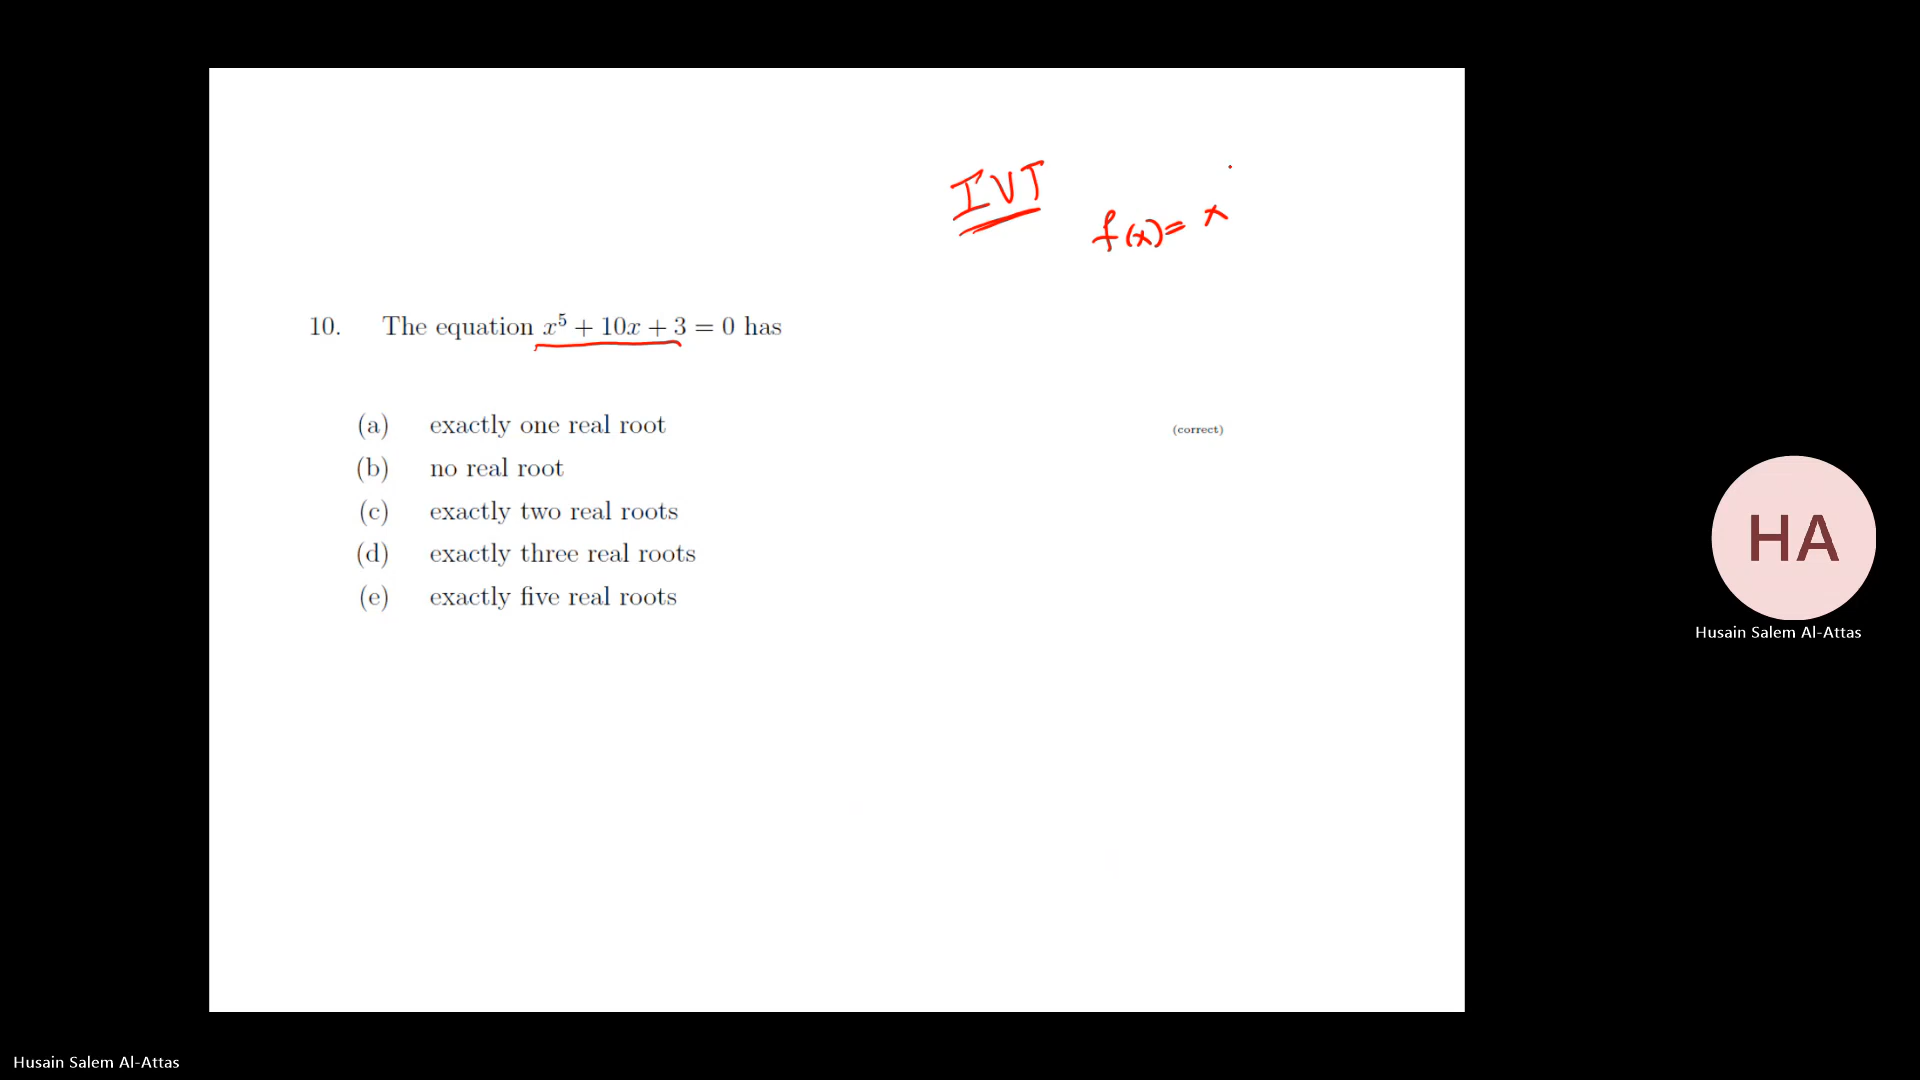 IVT
f(x)= x
10. The equation x⁵ + 10x + 3 = 0 has
(a) exactly one real root (correct)
(b) no real root
(c) exactly two real roots
(d) exactly three real roots
(e) exactly five real roots
HA
Husain Salem Al-Attas
Husain Salem Al-Attas